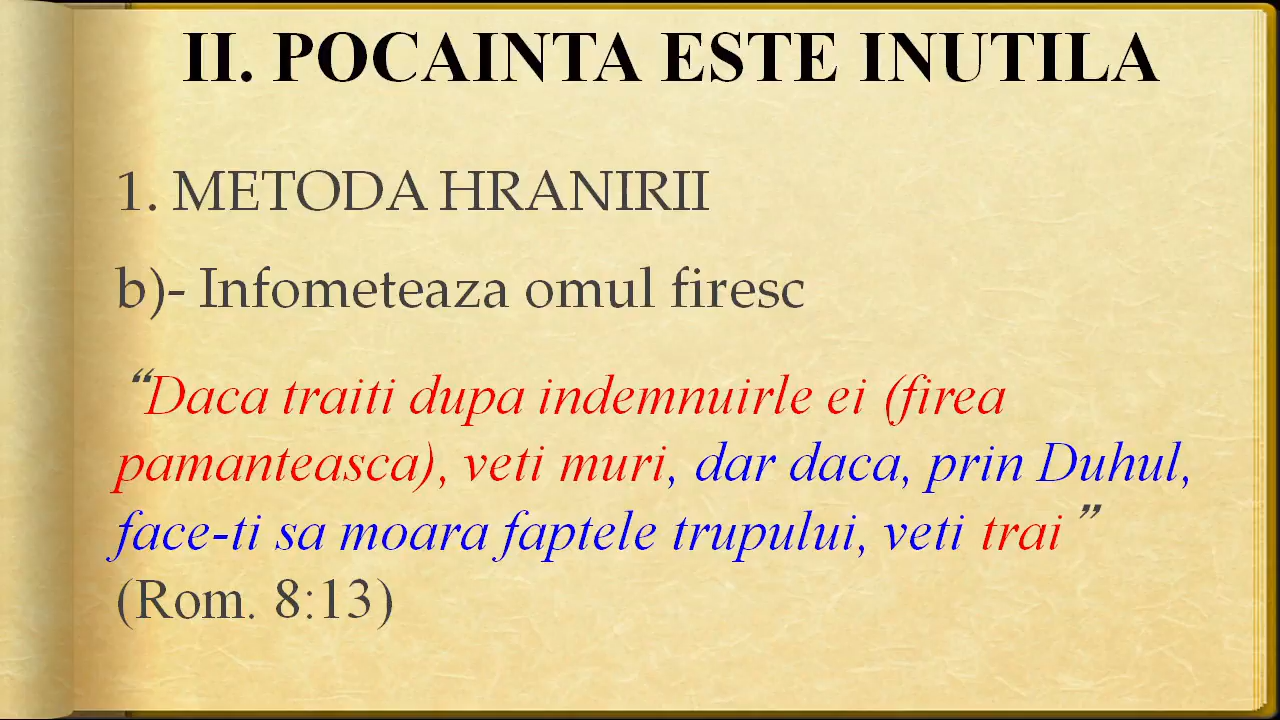 II. POCAINTA ESTE INUTILA
1. METODA HRANIRII
b)- Infometeaza omul firesc
“Daca traiti dupa indemnuirle ei (firea
pamanteasca), veti muri, dar daca, prin Duhul,
face-ti sa moara faptele trupului, veti trai”
(Rom. 8:13)